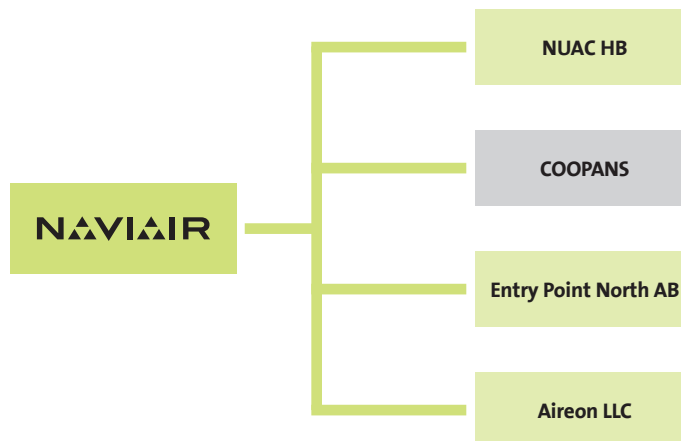 NUAC HB
COOPANS
NAVIAIR
Entry Point North AB
Aireon LLC